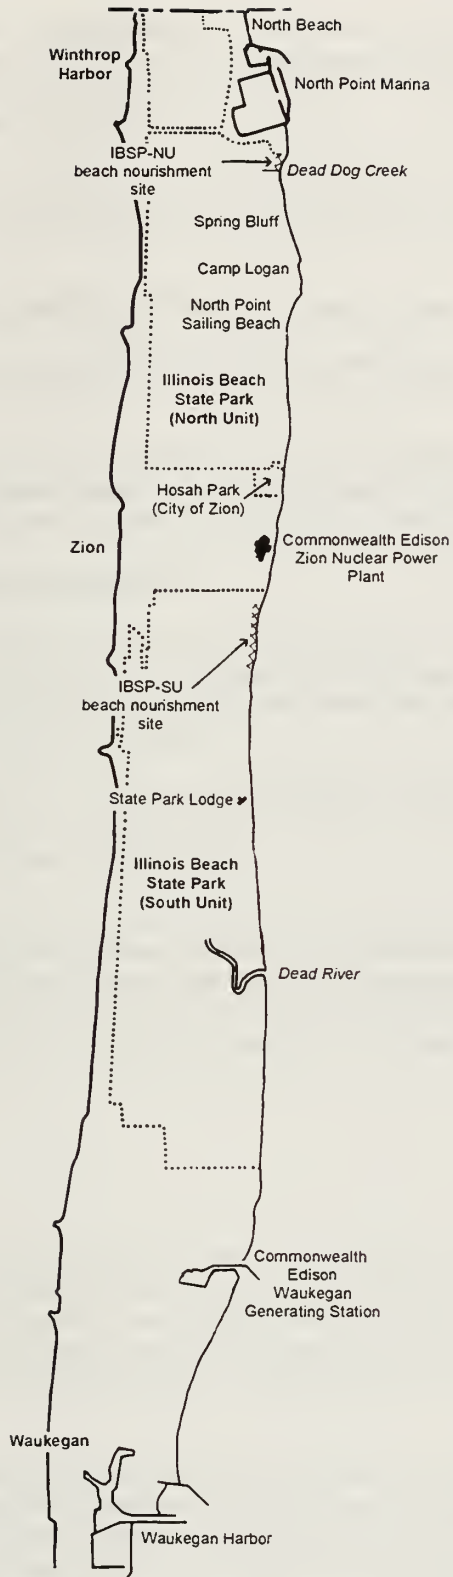 North Beach
Winthrop
Harbor
North Point Marina
IBSP-NU
beach nourishment
site
Dead Dog Creek
Spring Bluff
Camp Logan
North Point
Sailing Beach
Illinois Beach
State Park
(North Unit)
Hosah Park
(City of Zion)
Zion
Commonwealth Edison
Zion Nuclear Power
Plant
IBSP-SU
beach nourishment
site
State Park Lodge
Illinois Beach
State Park
(South Unit)
Dead River
Commonwealth
Edison
Waukegan
Generating Station
Waukegan
Waukegan Harbor